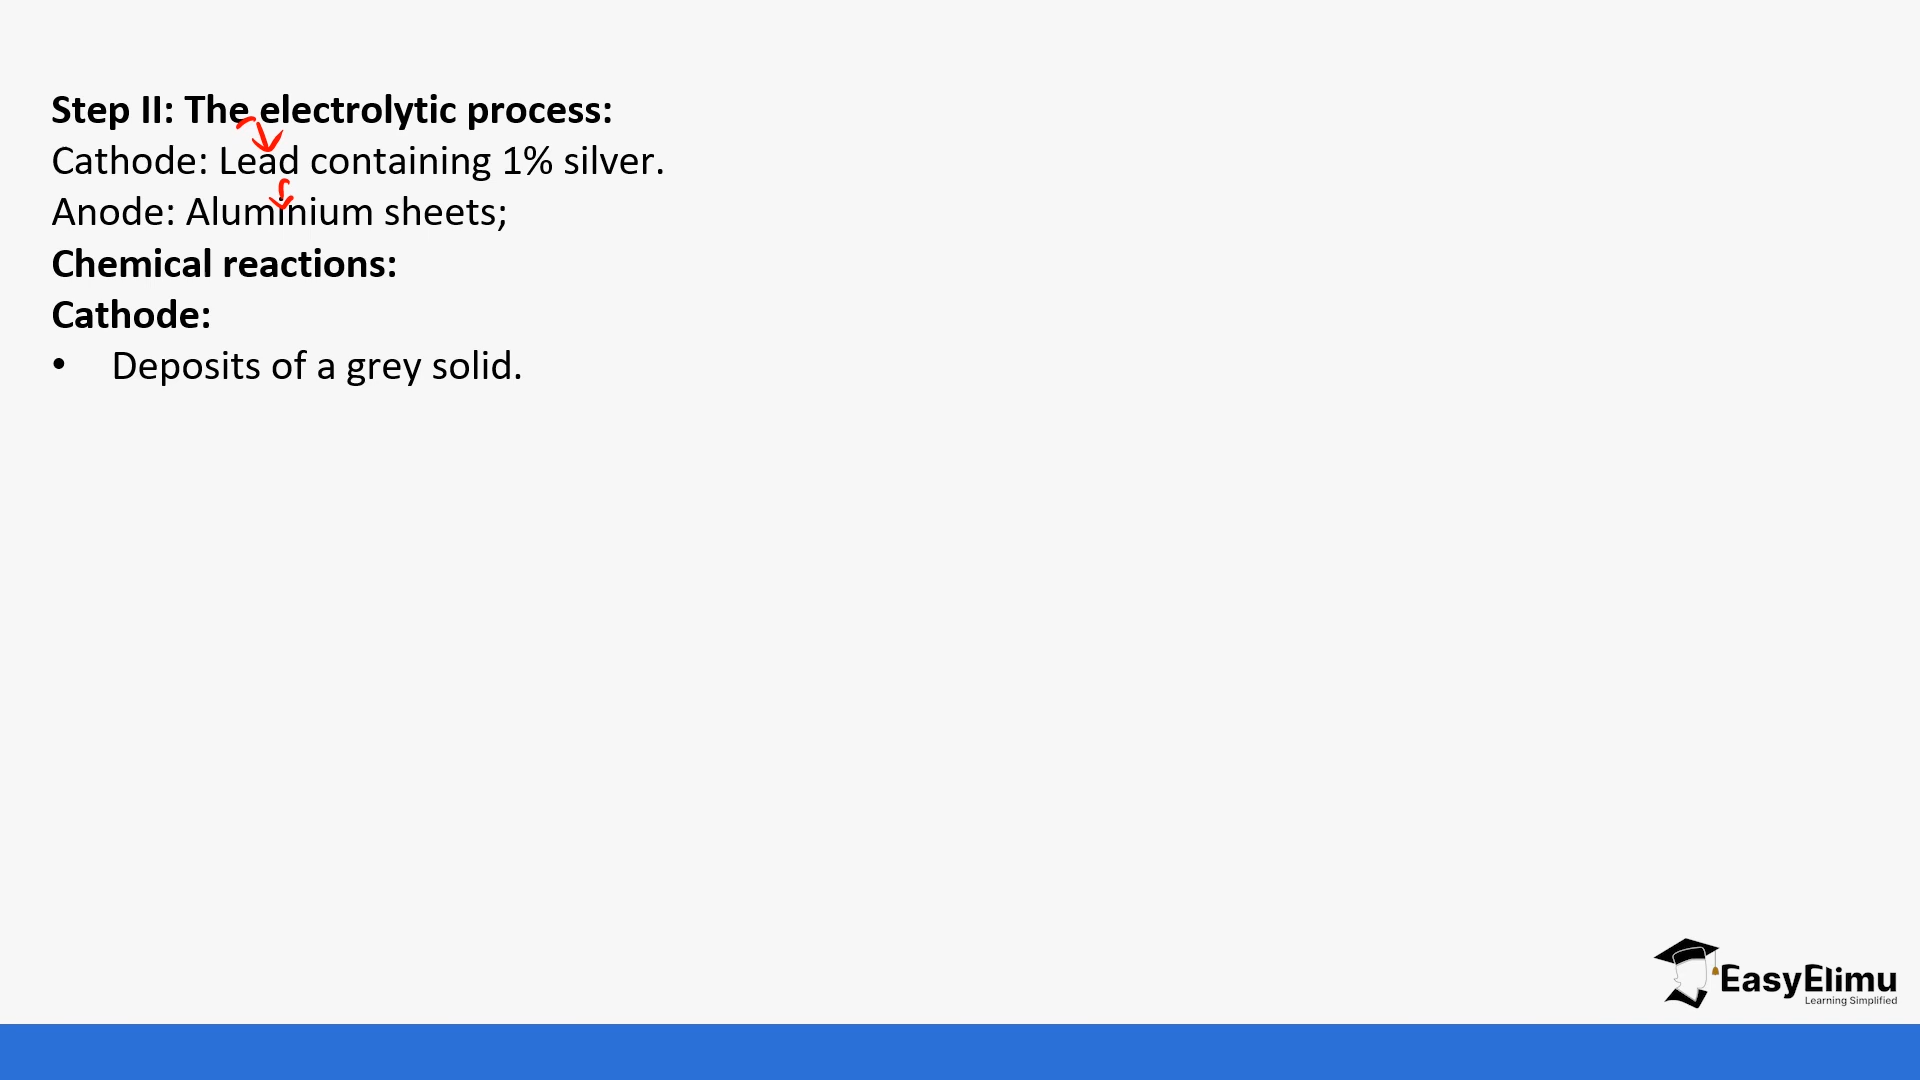 Step II: The electrolytic process:
Cathode: Lead containing 1% silver.
Anode: Aluminium sheets;
Chemical reactions:
Cathode:
• Deposits of a grey solid.
EasyElimu
Learning Simplified